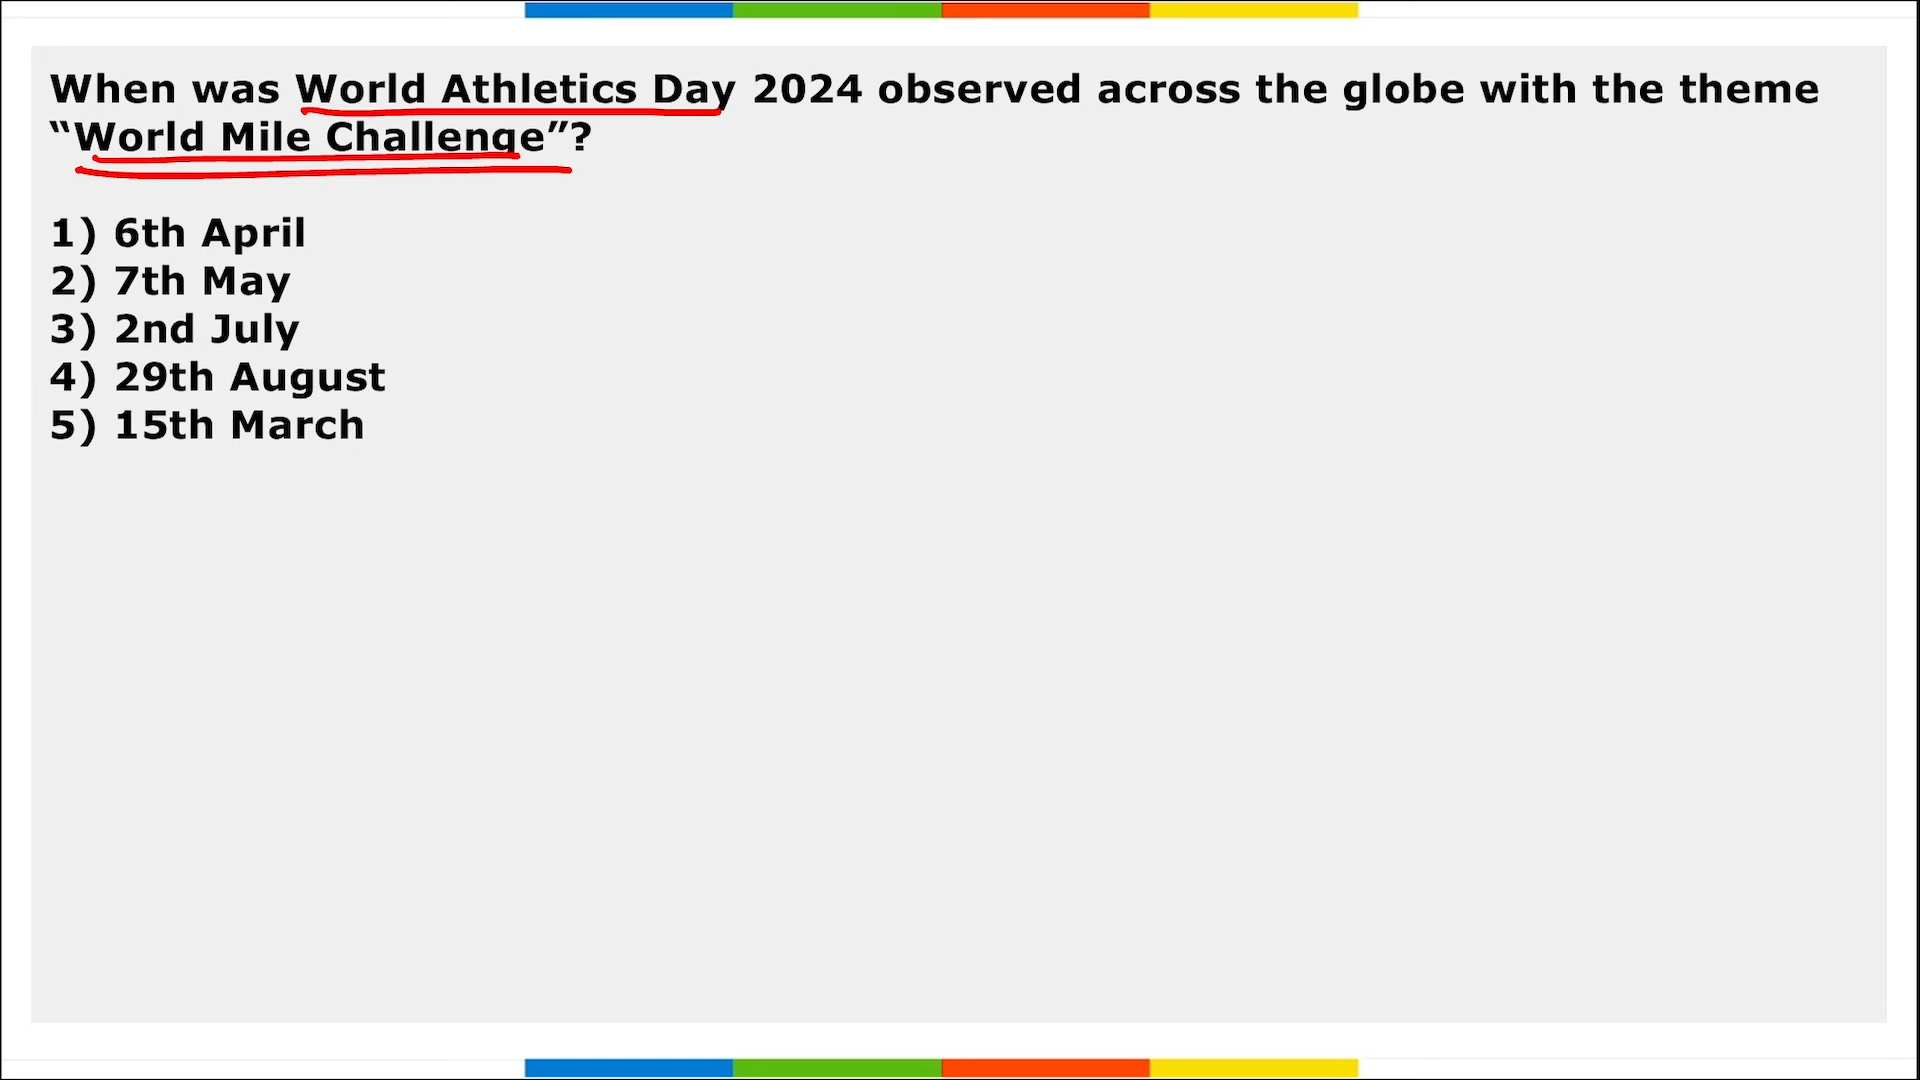 When was World Athletics Day 2024 observed across the globe with the theme
“World Mile Challenge”?
1) 6th April
2) 7th May
3) 2nd July
4) 29th August
5) 15th March